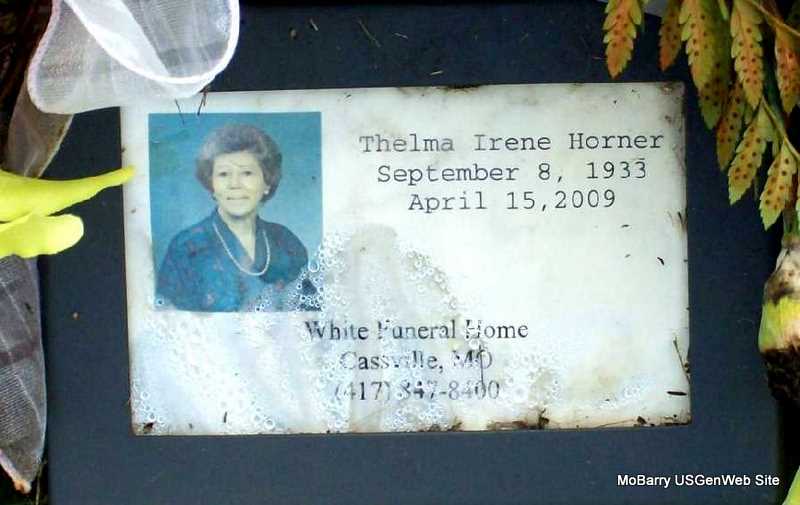 Thelma Irene Horner
September 8, 1933
April 15,2009
White Funeral Home
Cassville, MO
(417) 847-8400
MoBarry USGenWeb Site